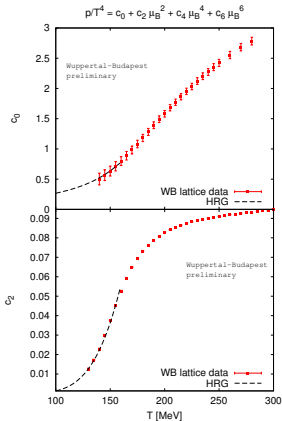 p/T⁴ = c₀ + c₂ μ_B² + c₄ μ_B⁴ + c₆ μ_B⁶
3
2.5
2
1.5
1
0.5
0
c₀
Wuppertal-Budapest
preliminary
WB lattice data
HRG
0.09
0.08
0.07
0.06
0.05
0.04
0.03
0.02
0.01
c₂
Wuppertal-Budapest
preliminary
WB lattice data
HRG
100 150 200 250 300
T [MeV]